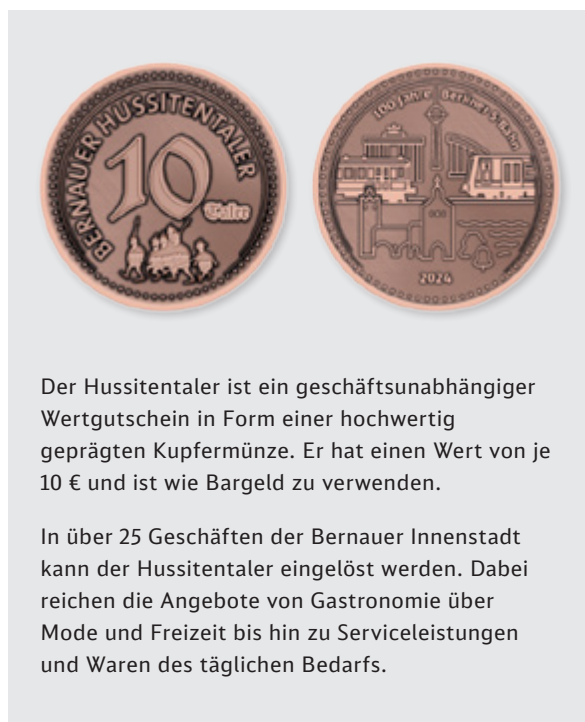 BERNAUER HUSSITENTALER
10
Taler
100 Jahre Berliner S-Bahn
2024
Der Hussitentaler ist ein geschäftsunabhängiger
Wertgutschein in Form einer hochwertig
geprägten Kupfermünze. Er hat einen Wert von je
10 € und ist wie Bargeld zu verwenden.
In über 25 Geschäften der Bernauer Innenstadt
kann der Hussitentaler eingelöst werden. Dabei
reichen die Angebote von Gastronomie über
Mode und Freizeit bis hin zu Serviceleistungen
und Waren des täglichen Bedarfs.